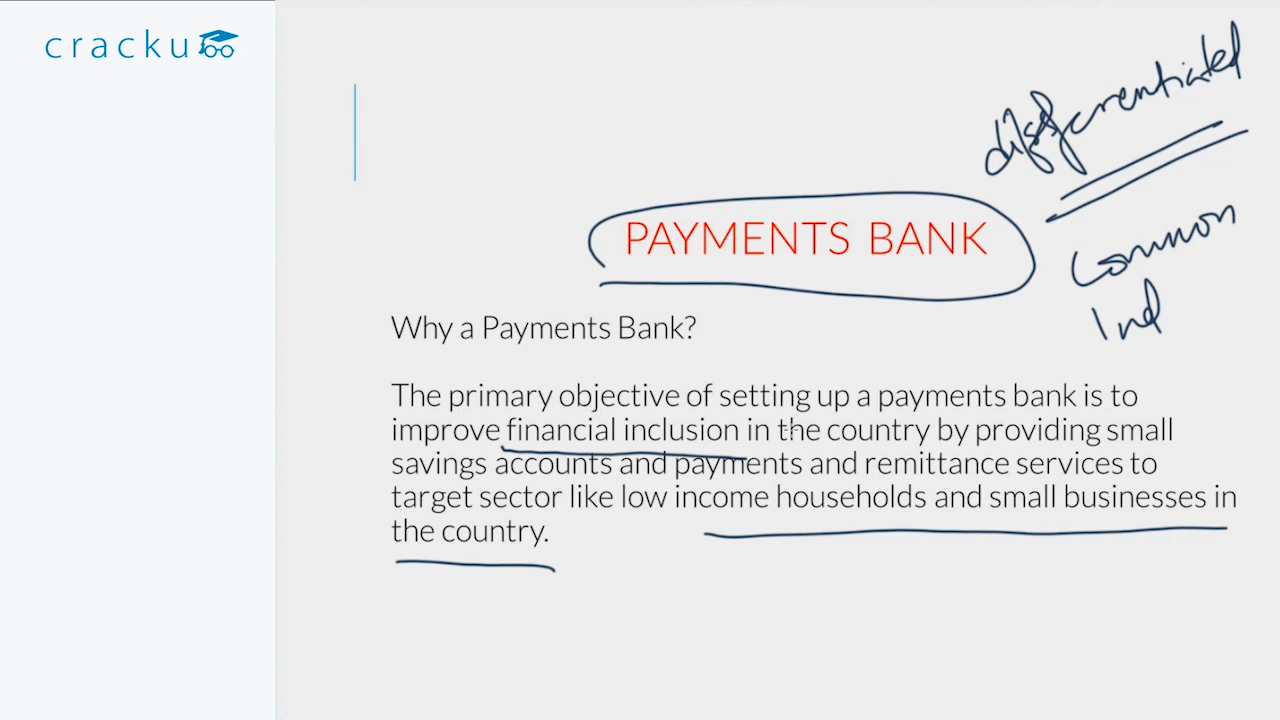 cracku
differentiated
PAYMENTS BANK
Common
Ind
Why a Payments Bank?
The primary objective of setting up a payments bank is to
improve financial inclusion in the country by providing small
savings accounts and payments and remittance services to
target sector like low income households and small businesses in
the country.